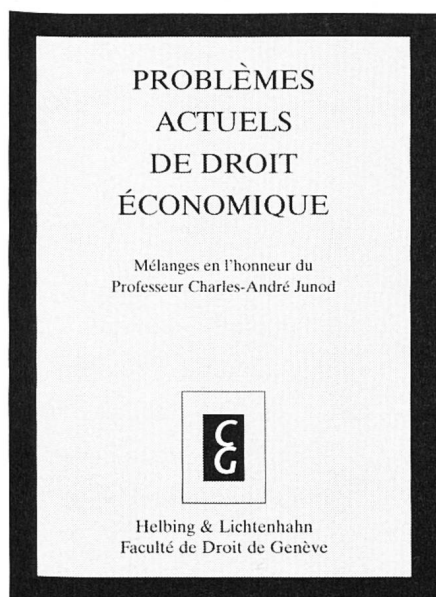 PROBLÈMES
ACTUELS
DE DROIT
ÉCONOMIQUE
Mélanges en l'honneur du
Professeur Charles-André Junod
CG
Helbing & Lichtenhahn
Faculté de Droit de Genève